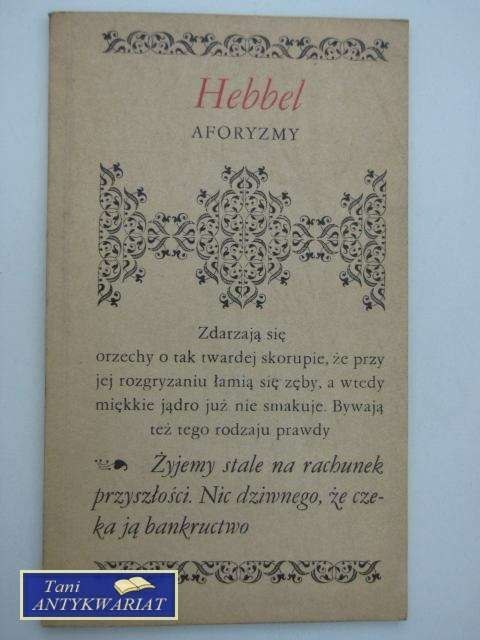 Hebbel
AFORYZMY
Zdarzają się
orzechy o tak twardej skorupie, że przy
jej rozgryzaniu łamią się zęby, a wtedy
miękkie jądro już nie smakuje. Bywają
też tego rodzaju prawdy
Żyjemy stale na rachunek
przyszłości. Nic dziwnego, że cze-
ka ją bankructwo
Tani
ANTYKWARIAT